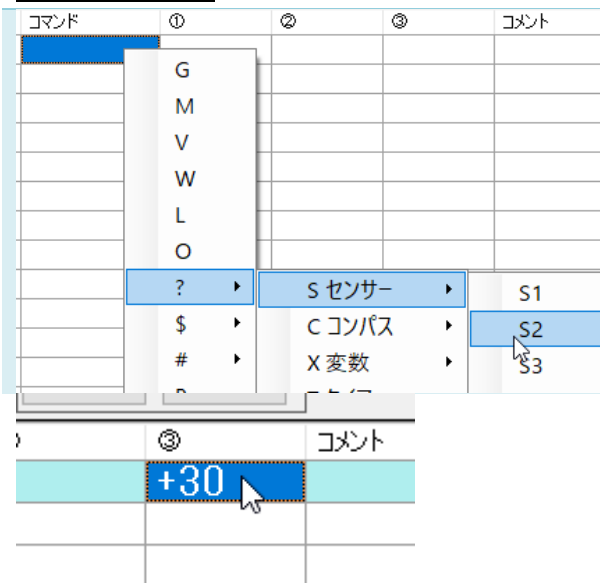 コマンド ① ② ③ コメント
G
M
V
W
L
O
? S センサー S1
$ C コンパス S2
# X 変数 S3
③ コメント
+30